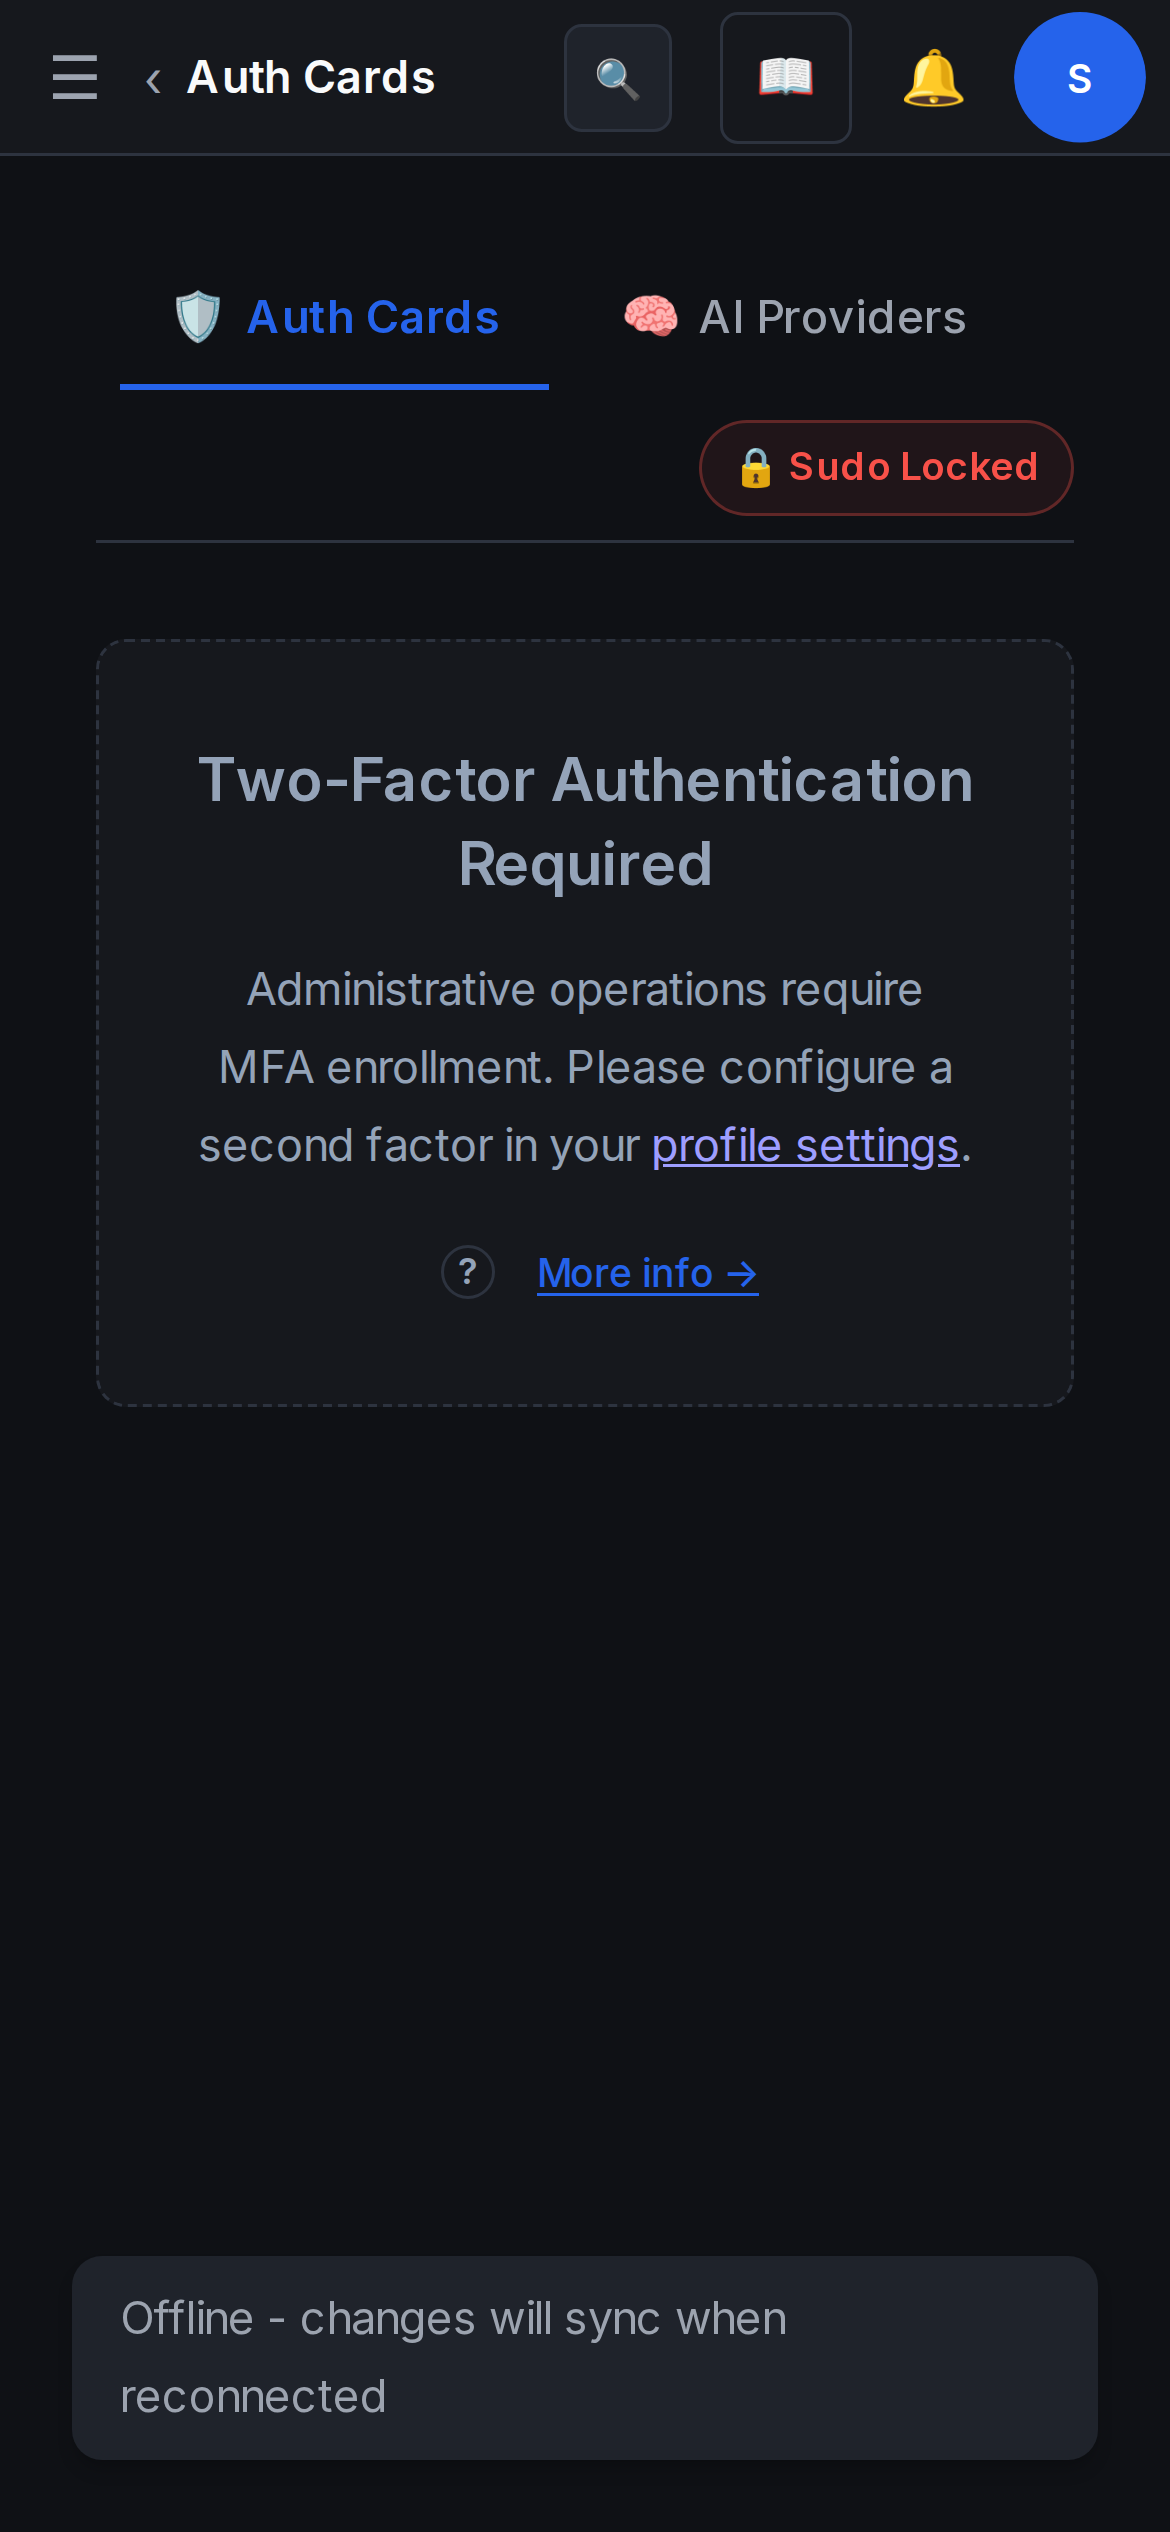 ☰ ‹ Auth Cards 🔍 📖 🔔 S
🛡️ Auth Cards 🧠 AI Providers
🔒 Sudo Locked
Two-Factor Authentication
Required
Administrative operations require
MFA enrollment. Please configure a
second factor in your profile settings.
? More info →
Offline - changes will sync when
reconnected